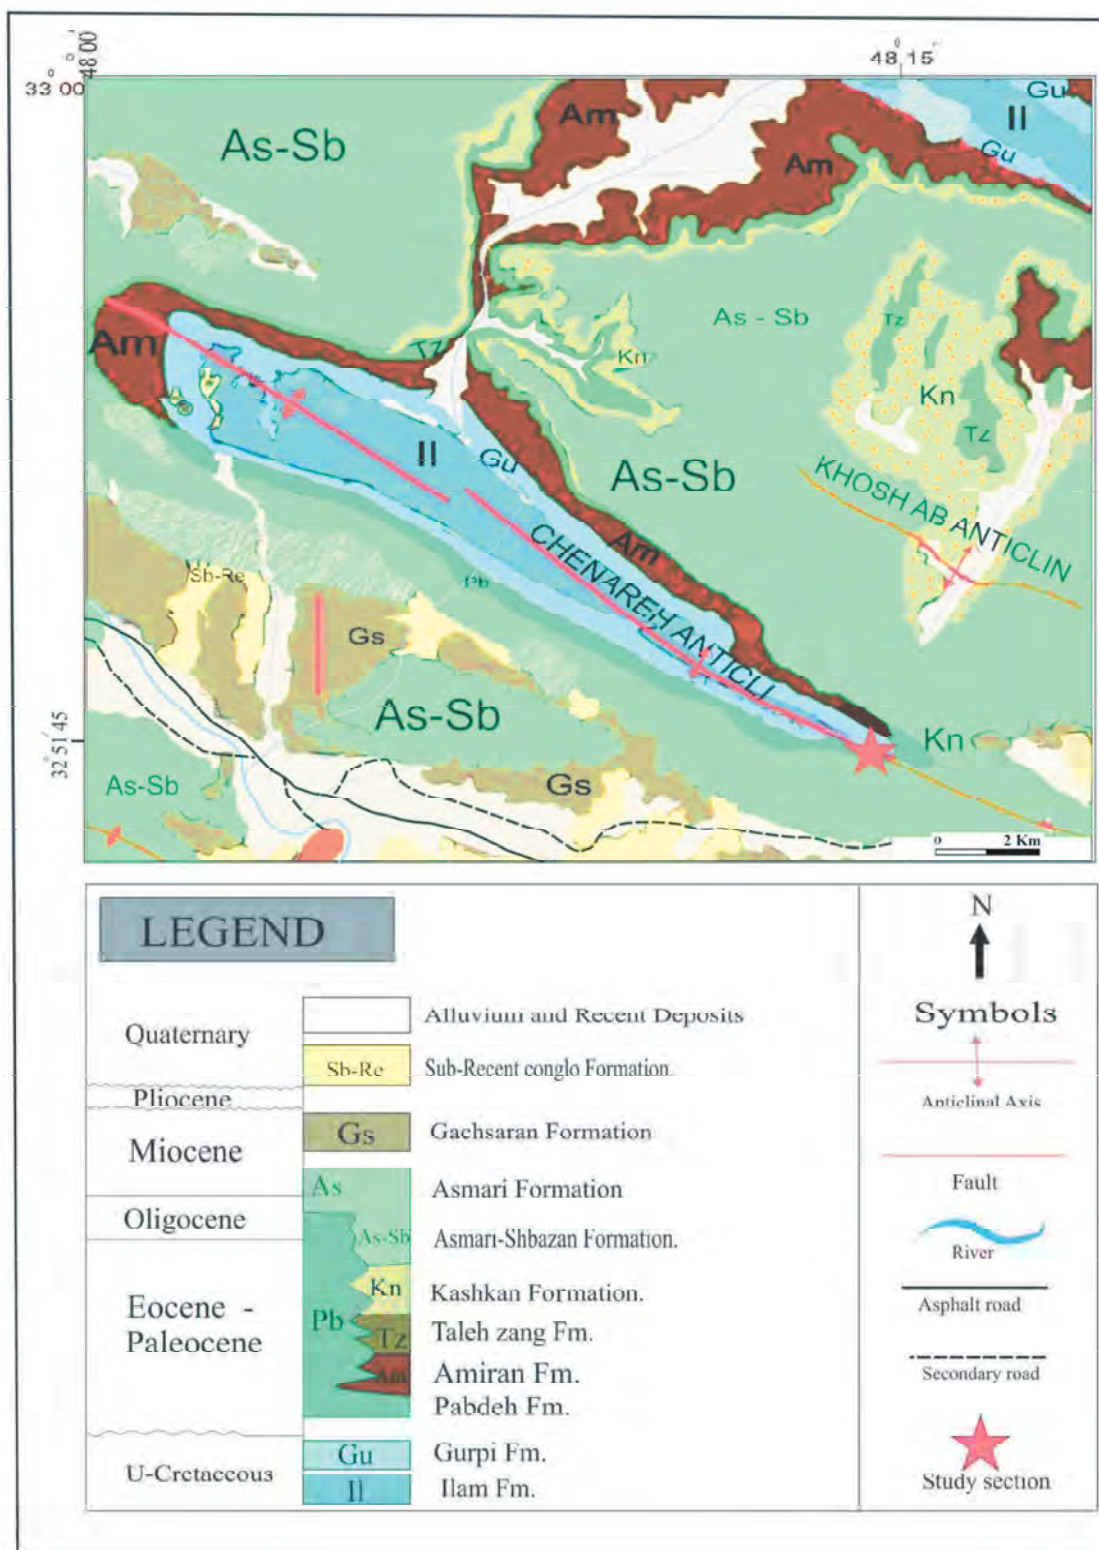 48 00
48 15
33 00
Gu
Il
Gu
Am
Am
As-Sb
As - Sb
Tz
Kn
Tz
Am
Tz
Kn
Kn
Tz
As-Sb
KHOSH AB ANTICLIN
Il
Gu
Am
CHENAREH ANTICLI
Pb
Sb-Re
Gs
As-Sb
32 51 45
Kn
As-Sb
Gs
0 2 Km
LEGEND
Quaternary
Alluvium and Recent Deposits
Sb-Re
Sub-Recent conglo Formation.
Pliocene
Miocene
Gs
Gachsaran Formation
As
Asmari Formation
Oligocene
As-Sb
Asmari-Shbazan Formation.
Eocene -
Paleocene
Pb
Kn
Kashkan Formation.
Tz
Taleh zang Fm.
Am
Amiran Fm.
Pabdeh Fm.
U-Cretaceous
Gu
Gurpi Fm.
Il
Ilam Fm.
N
Symbols
Anticlinal Axis
Fault
River
Asphalt road
Secondary road
Study section